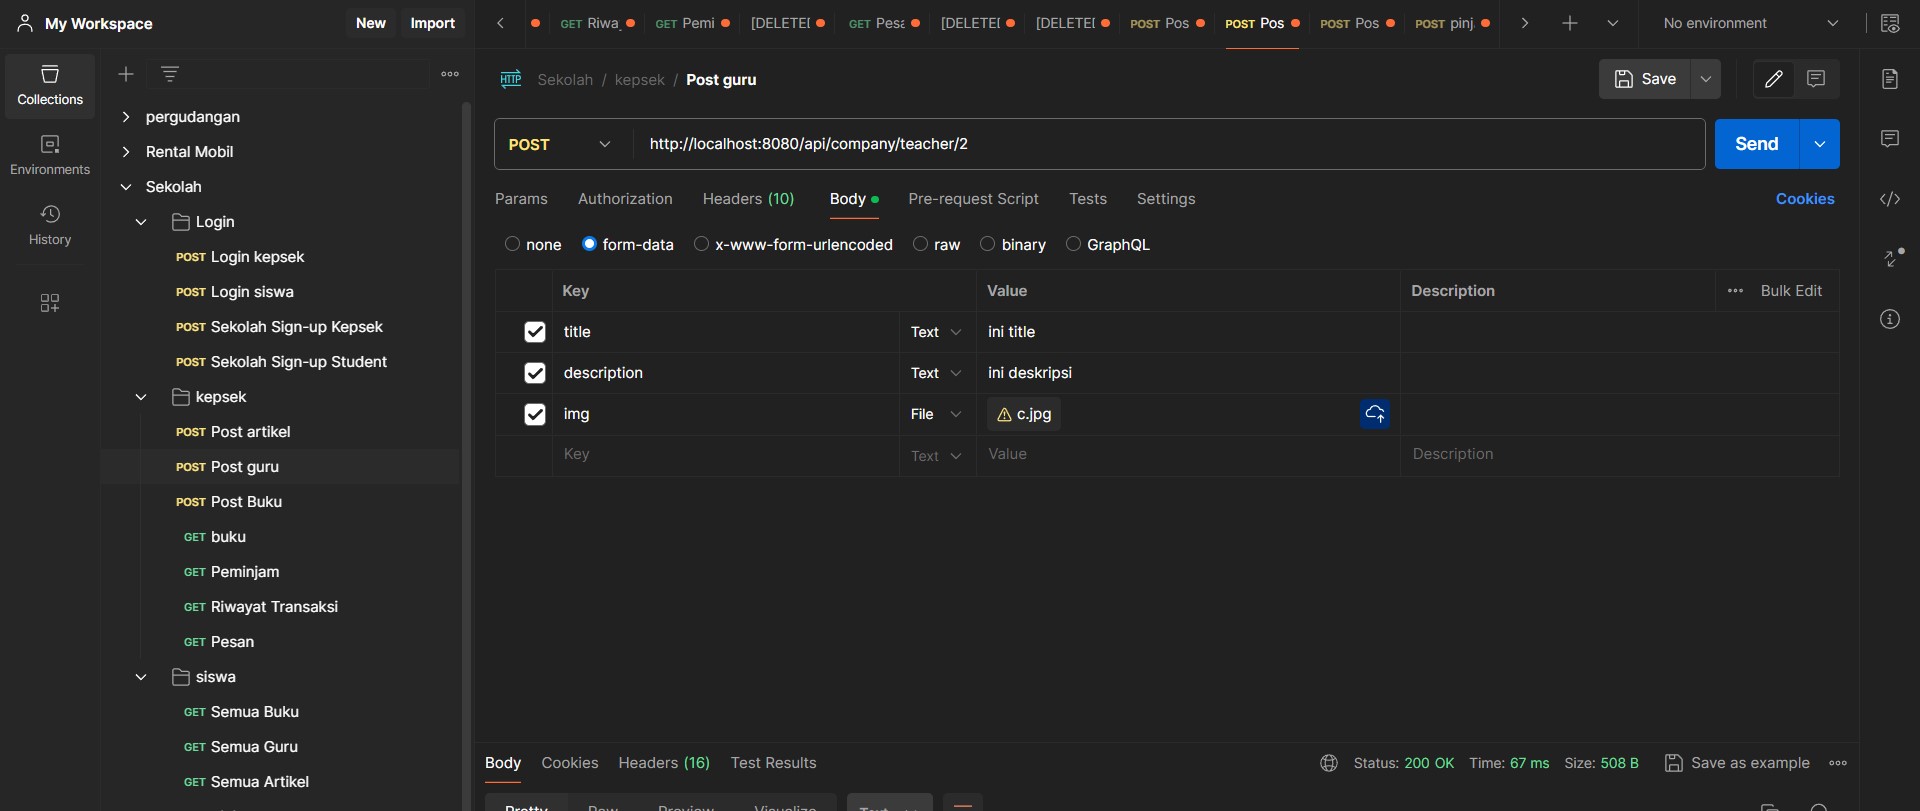 My Workspace
New
Import
GET Riwa
GET Pemi
[DELETE
GET Pesa
[DELETE
[DELETE
POST Pos
POST Pos
POST Pos
POST pinj
No environment
Collections
Environments
History
pergudangan
Rental Mobil
Sekolah
Login
POST Login kepsek
POST Login siswa
POST Sekolah Sign-up Kepsek
POST Sekolah Sign-up Student
kepsek
POST Post artikel
POST Post guru
POST Post Buku
GET buku
GET Peminjam
GET Riwayat Transaksi
GET Pesan
siswa
GET Semua Buku
GET Semua Guru
GET Semua Artikel
HTTP Sekolah / kepsek / Post guru
Save
POST http://localhost:8080/api/company/teacher/2
Send
Params Authorization Headers (10) Body Pre-request Script Tests Settings
Cookies
none form-data x-www-form-urlencoded raw binary GraphQL
Key Value Description Bulk Edit
title Text ini title
description Text ini deskripsi
img File c.jpg
Key Text Value Description
Body Cookies Headers (16) Test Results
Status: 200 OK Time: 67 ms Size: 508 B Save as example
Pretty Raw Preview Visualize Text